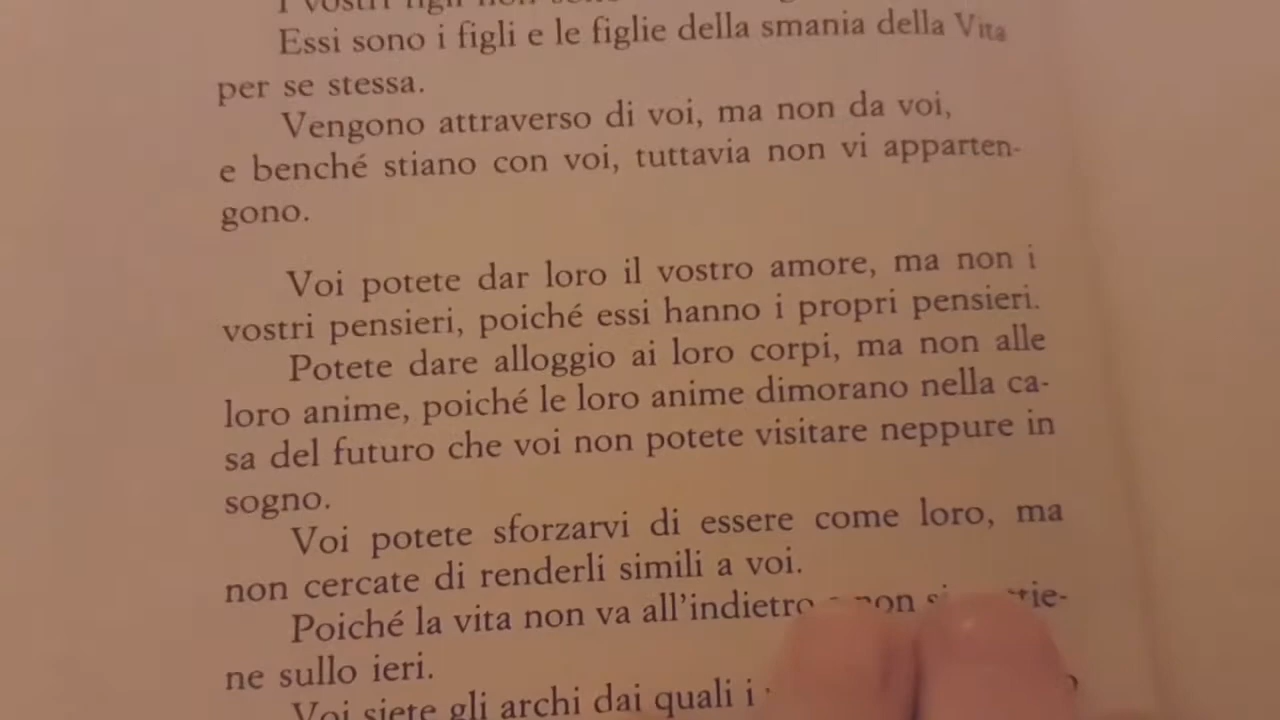 I vostri figli non
Essi sono i figli e le figlie della smania della Vita
per se stessa.
Vengono attraverso di voi, ma non da voi,
e benché stiano con voi, tuttavia non vi apparten-
gono.
Voi potete dar loro il vostro amore, ma non i
vostri pensieri, poiché essi hanno i propri pensieri.
Potete dare alloggio ai loro corpi, ma non alle
loro anime, poiché le loro anime dimorano nella ca-
sa del futuro che voi non potete visitare neppure in
sogno.
Voi potete sforzarvi di essere come loro, ma
non cercate di renderli simili a voi.
Poiché la vita non va all'indietro non
ne sullo ieri.
Voi siete gli archi dai quali i